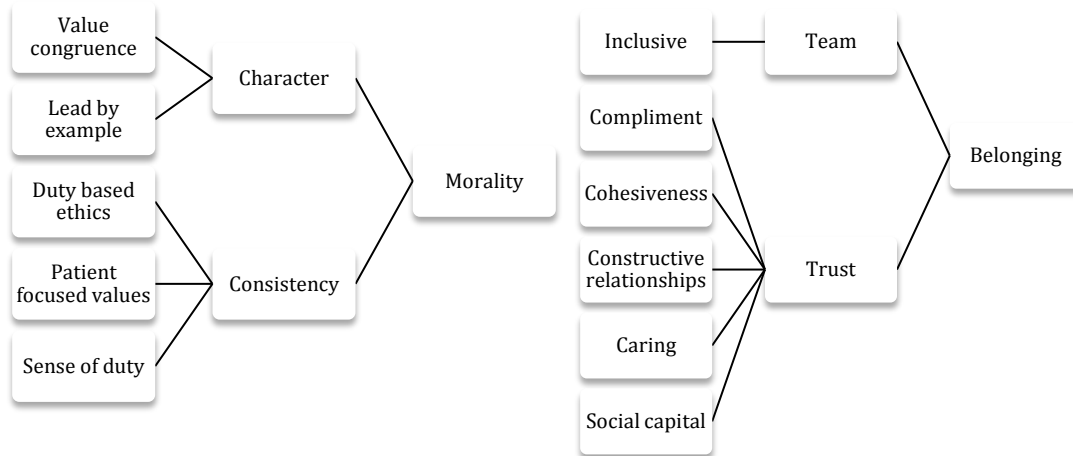 Value
congruence
Lead by
example
Character
Duty based
ethics
Patient
focused values
Sense of duty
Consistency
Morality
Inclusive
Team
Compliment
Cohesiveness
Constructive
relationships
Caring
Social capital
Trust
Belonging